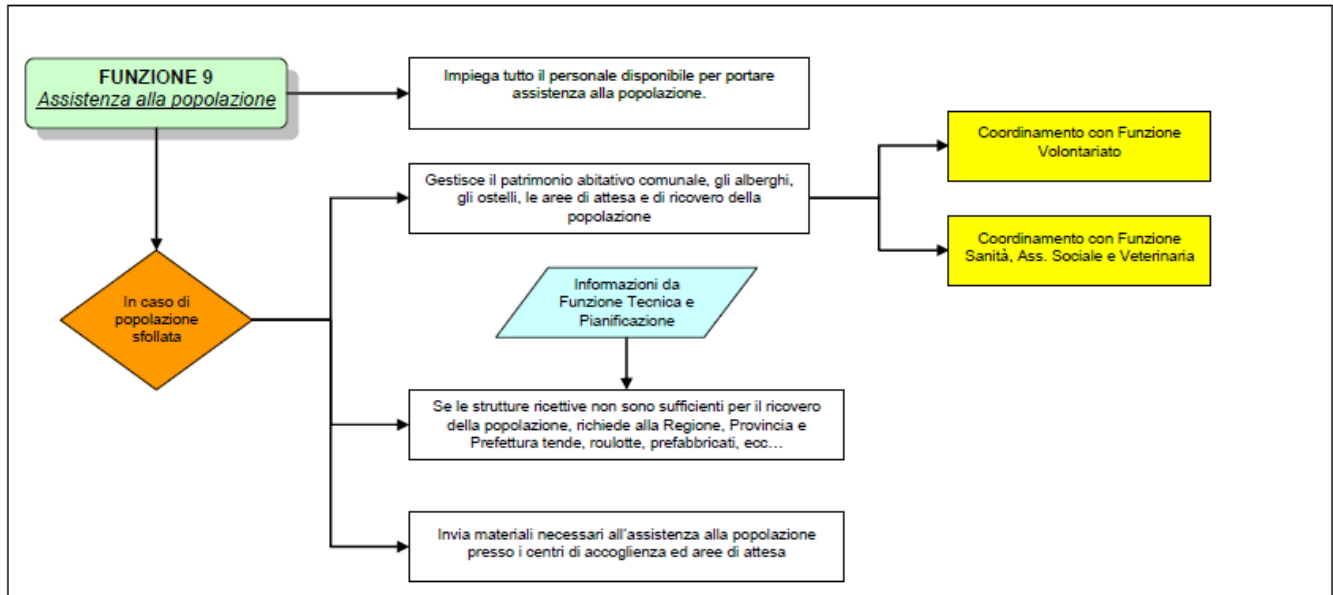 FUNZIONE 9
Assistenza alla popolazione
Impiega tutto il personale disponibile per portare
assistenza alla popolazione.
Coordinamento con Funzione
Volontariato
Gestisce il patrimonio abitativo comunale, gli alberghi,
gli ostelli, le aree di attesa e di ricovero della
popolazione
Coordinamento con Funzione
Sanità, Ass. Sociale e Veterinaria
In caso di
popolazione
sfollata
Informazioni da
Funzione Tecnica e
Pianificazione
Se le strutture ricettive non sono sufficienti per il ricovero
della popolazione, richiede alla Regione, Provincia e
Prefettura tende, roulotte, prefabbricati, ecc…
Invia materiali necessari all'assistenza alla popolazione
presso i centri di accoglienza ed aree di attesa